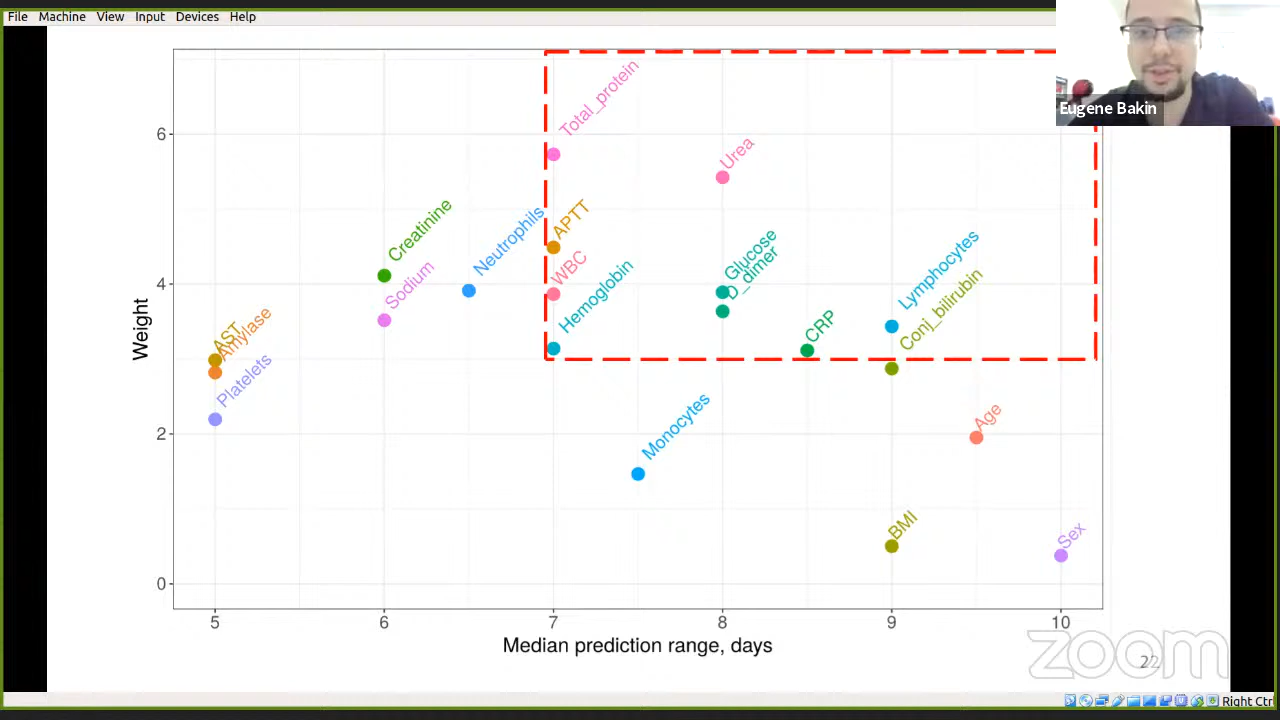 File Machine View Input Devices Help
Eugene Bakin
Total_protein
Urea
APTT
Creatinine
Neutrophils
WBC
Sodium
Hemoglobin
Glucose
D_dimer
CRP
Lymphocytes
Conj_bilirubin
AST
Amylase
Platelets
Monocytes
Age
BMI
Sex
Weight
6
4
2
0
5 6 7 8 9 10
Median prediction range, days
zoom
22
Right Ctrl